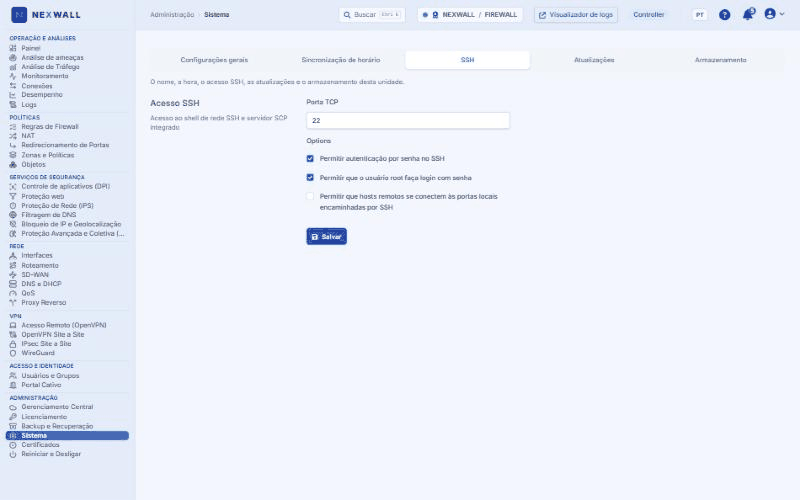 NEXWALL
Administração › Sistema
Buscar Ctrl K
NEXWALL / FIREWALL
Visualizador de logs
Controller
PT
OPERAÇÃO E ANÁLISES
Painel
Análise de ameaças
Análise de Tráfego
Monitoramento
Conexões
Desempenho
Logs
POLÍTICAS
Regras de Firewall
NAT
Redirecionamento de Portas
Zonas e Políticas
Objetos
SERVIÇOS DE SEGURANÇA
Controle de aplicativos (DPI)
Proteção web
Proteção de Rede (IPS)
Filtragem de DNS
Bloqueio de IP e Geolocalização
Proteção Avançada e Coletiva (...
REDE
Interfaces
Roteamento
SD-WAN
DNS e DHCP
QoS
Proxy Reverso
VPN
Acesso Remoto (OpenVPN)
OpenVPN Site a Site
IPsec Site a Site
WireGuard
ACESSO E IDENTIDADE
Usuários e Grupos
Portal Cativo
ADMINISTRAÇÃO
Gerenciamento Central
Licenciamento
Backup e Recuperação
Sistema
Certificados
Reiniciar e Desligar
Configurações gerais
Sincronização de horário
SSH
Atualizações
Armazenamento
O nome, a hora, o acesso SSH, as atualizações e o armazenamento desta unidade.
Acesso SSH
Acesso ao shell de rede SSH e servidor SCP
integrado
Porta TCP
22
Options
Permitir autenticação por senha no SSH
Permitir que o usuário root faça login com senha
Permitir que hosts remotos se conectem às portas locais
encaminhadas por SSH
Salvar